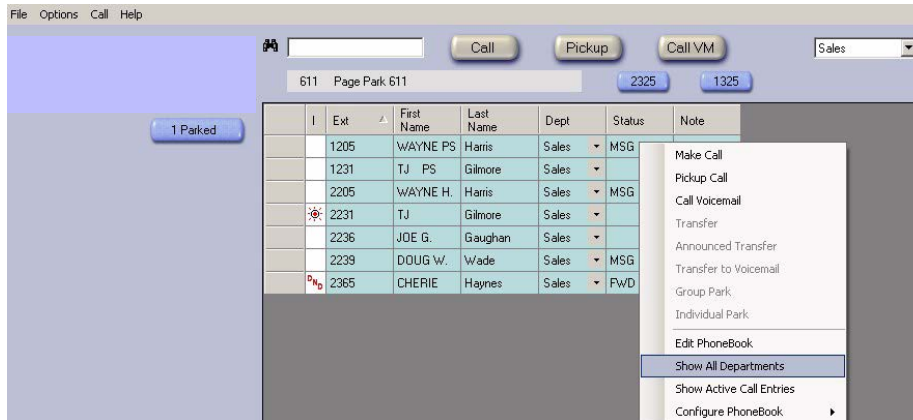 File Options Call Help
Call Pickup Call VM Sales
611 Page Park 611 2325 1325
1 Parked
I Ext First Name Last Name Dept Status Note
1205 WAYNE PS Harris Sales MSG
1231 TJ PS Gilmore Sales
2205 WAYNE H. Harris Sales MSG
2231 TJ Gilmore Sales
2236 JOE G. Gaughan Sales
2239 DOUG W. Wade Sales MSG
DND 2365 CHERIE Haynes Sales FWD
Make Call
Pickup Call
Call Voicemail
Transfer
Announced Transfer
Transfer to Voicemail
Group Park
Individual Park
Edit PhoneBook
Show All Departments
Show Active Call Entries
Configure PhoneBook